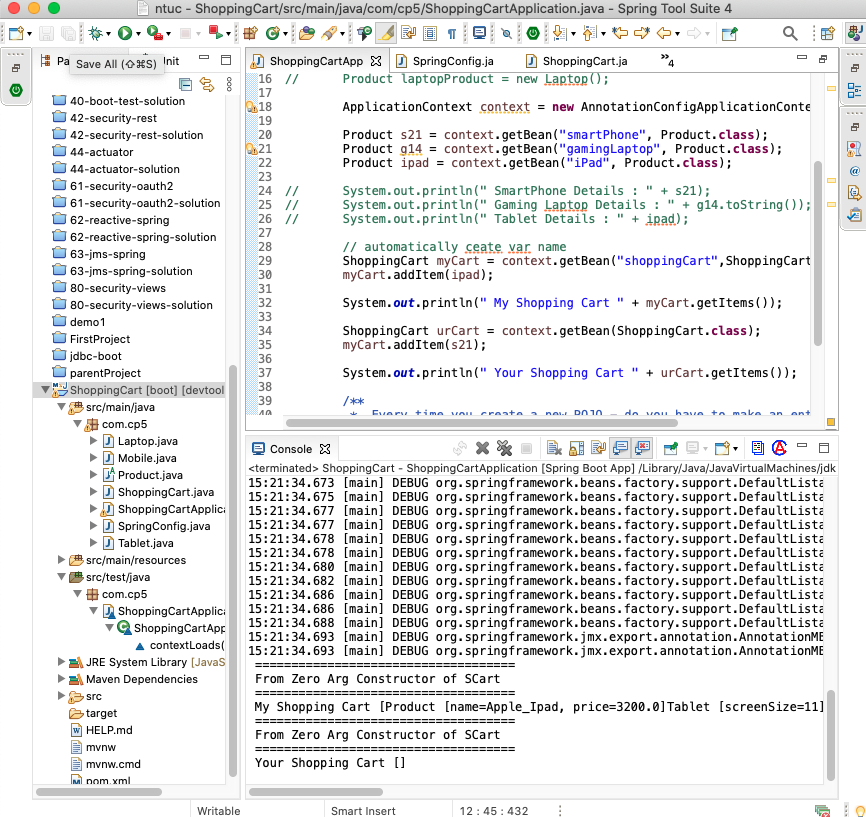 ntuc - ShoppingCart/src/main/java/com/cp5/ShoppingCartApplication.java - Spring Tool Suite 4
Save All (⇧⌘S)
ShoppingCartApp
SpringConfig.ja
ShoppingCart.ja
»4
40-boot-test-solution
42-security-rest
42-security-rest-solution
44-actuator
44-actuator-solution
61-security-oauth2
61-security-oauth2-solution
62-reactive-spring
62-reactive-spring-solution
63-jms-spring
63-jms-spring-solution
80-security-views
80-security-views-solution
demo1
FirstProject
jdbc-boot
parentProject
ShoppingCart [boot] [devtool
src/main/java
com.cp5
Laptop.java
Mobile.java
Product.java
ShoppingCart.java
ShoppingCartApplic
SpringConfig.java
Tablet.java
src/main/resources
src/test/java
com.cp5
ShoppingCartApplica
ShoppingCartApp
contextLoads(
JRE System Library [JavaS
Maven Dependencies
src
target
HELP.md
mvnw
mvnw.cmd
pom.xml
16 // Product laptopProduct = new Laptop();
17
18 ApplicationContext context = new AnnotationConfigApplicationConte
19
20 Product s21 = context.getBean("smartPhone", Product.class);
21 Product g14 = context.getBean("gamingLaptop", Product.class);
22 Product ipad = context.getBean("iPad", Product.class);
23
24 // System.out.println(" SmartPhone Details : " + s21);
25 // System.out.println(" Gaming Laptop Details : " + g14.toString());
26 // System.out.println(" Tablet Details : " + ipad);
27
28 // automatically ceate var name
29 ShoppingCart myCart = context.getBean("shoppingCart",ShoppingCart
30 myCart.addItem(ipad);
31
32 System.out.println(" My Shopping Cart " + myCart.getItems());
33
34 ShoppingCart urCart = context.getBean(ShoppingCart.class);
35 myCart.addItem(s21);
36
37 System.out.println(" Your Shopping Cart " + urCart.getItems());
38
39 /**
40 * Every time you create a new POJO – do you have to make an ent
Console
<terminated> ShoppingCart - ShoppingCartApplication [Spring Boot App] /Library/Java/JavaVirtualMachines/jdk
15:21:34.673 [main] DEBUG org.springframework.beans.factory.support.DefaultLista
15:21:34.675 [main] DEBUG org.springframework.beans.factory.support.DefaultLista
15:21:34.677 [main] DEBUG org.springframework.beans.factory.support.DefaultLista
15:21:34.677 [main] DEBUG org.springframework.beans.factory.support.DefaultLista
15:21:34.678 [main] DEBUG org.springframework.beans.factory.support.DefaultLista
15:21:34.678 [main] DEBUG org.springframework.beans.factory.support.DefaultLista
15:21:34.680 [main] DEBUG org.springframework.beans.factory.support.DefaultLista
15:21:34.682 [main] DEBUG org.springframework.beans.factory.support.DefaultLista
15:21:34.686 [main] DEBUG org.springframework.beans.factory.support.DefaultLista
15:21:34.686 [main] DEBUG org.springframework.beans.factory.support.DefaultLista
15:21:34.688 [main] DEBUG org.springframework.beans.factory.support.DefaultLista
15:21:34.693 [main] DEBUG org.springframework.jmx.export.annotation.AnnotationMB
15:21:34.693 [main] DEBUG org.springframework.jmx.export.annotation.AnnotationMB
====================================
From Zero Arg Constructor of SCart
====================================
My Shopping Cart [Product [name=Apple_Ipad, price=3200.0]Tablet [screenSize=11]
====================================
From Zero Arg Constructor of SCart
====================================
Your Shopping Cart []
Writable
Smart Insert
12 : 45 : 432